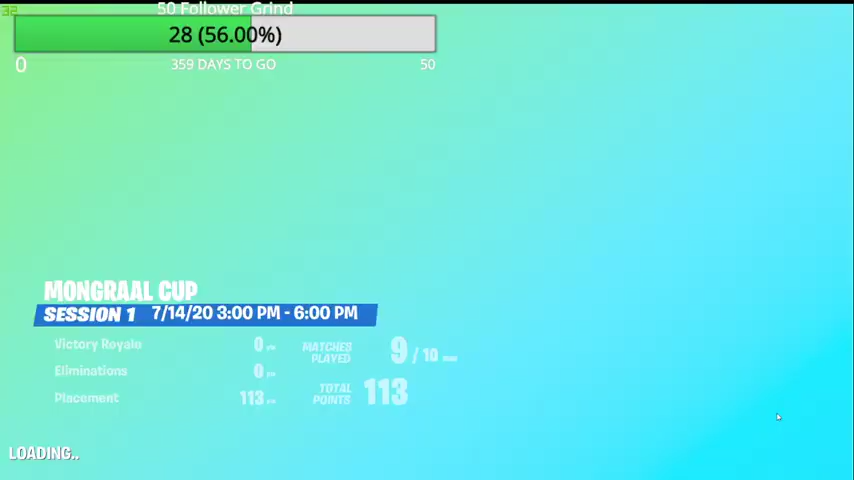 32
50 Follower Grind
28 (56.00%)
0 359 DAYS TO GO 50
MONGRAAL CUP
SESSION 1 7/14/20 3:00 PM - 6:00 PM
Victory Royale 0
MATCHES PLAYED 9 / 10
Eliminations 0
Placement 113
TOTAL POINTS 113
LOADING..